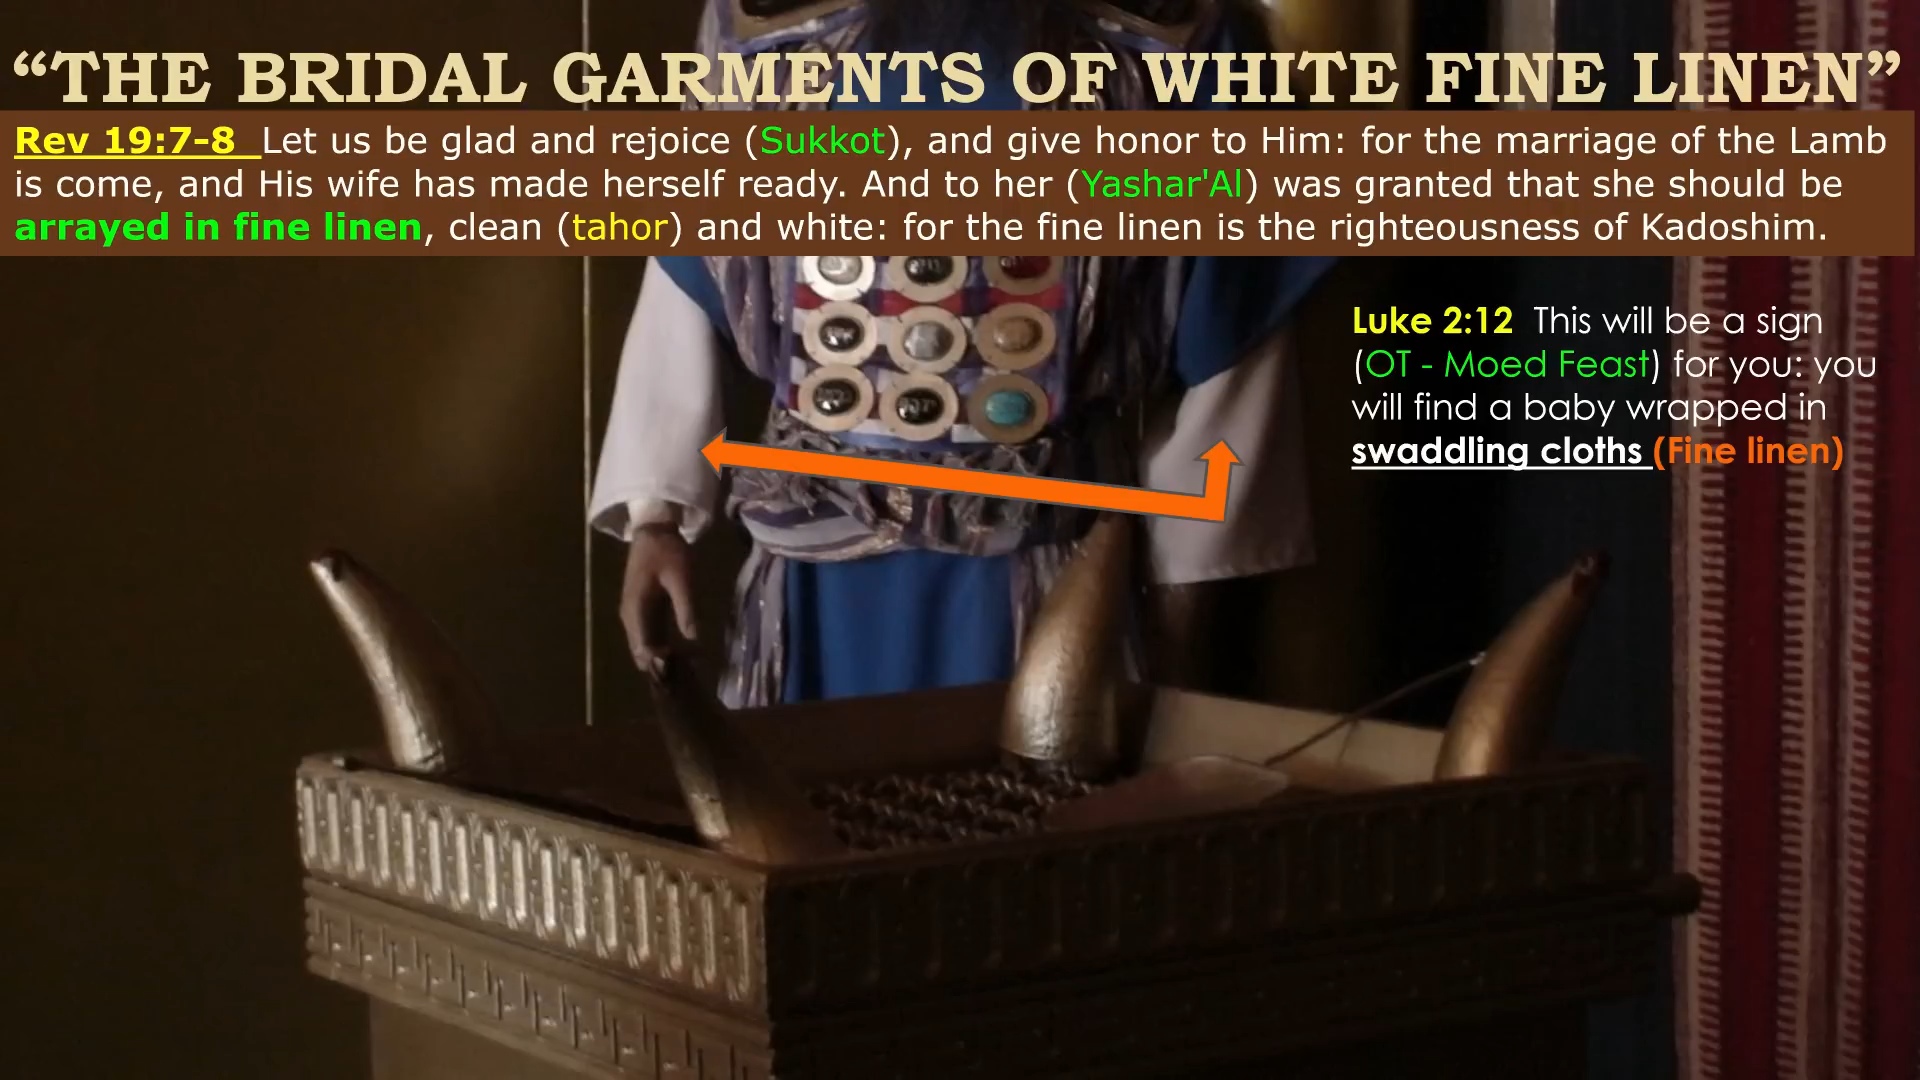 “THE BRIDAL GARMENTS OF WHITE FINE LINEN”
Rev 19:7-8 Let us be glad and rejoice (Sukkot), and give honor to Him: for the marriage of the Lamb
is come, and His wife has made herself ready. And to her (Yashar'Al) was granted that she should be
arrayed in fine linen, clean (tahor) and white: for the fine linen is the righteousness of Kadoshim.
Luke 2:12 This will be a sign
(OT - Moed Feast) for you: you
will find a baby wrapped in
swaddling cloths (Fine linen)